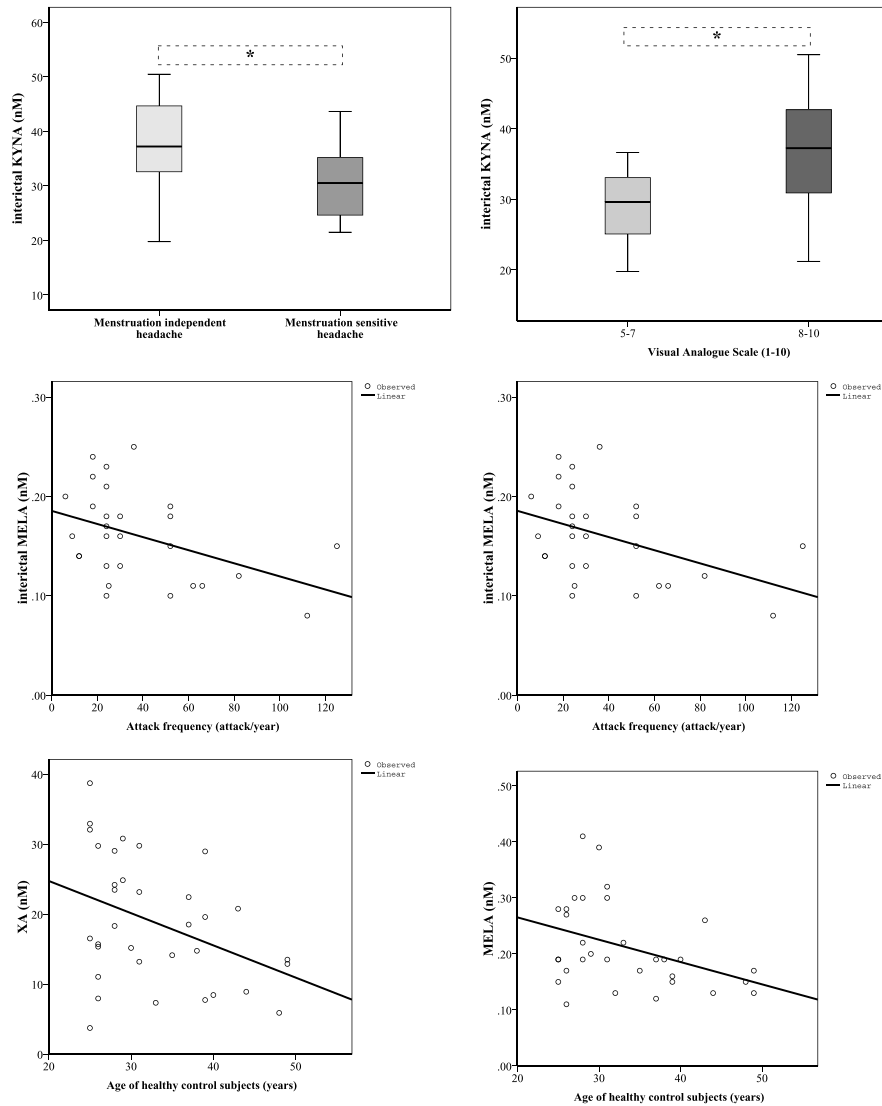 interictal KYNA (nM)
60
50
40
30
20
10
*
Menstruation independent
headache
Menstruation sensitive
headache
interictal KYNA (nM)
50
40
30
20
*
5-7
8-10
Visual Analogue Scale (1-10)
interictal MELA (nM)
.30
.20
.10
.00
0 20 40 60 80 100 120
Attack frequency (attack/year)
Observed
Linear
interictal MELA (nM)
.30
.20
.10
.00
0 20 40 60 80 100 120
Attack frequency (attack/year)
Observed
Linear
XA (nM)
40
30
20
10
0
20 30 40 50
Age of healthy control subjects (years)
Observed
Linear
MELA (nM)
.50
.40
.30
.20
.10
.00
20 30 40 50
Age of healthy control subjects (years)
Observed
Linear